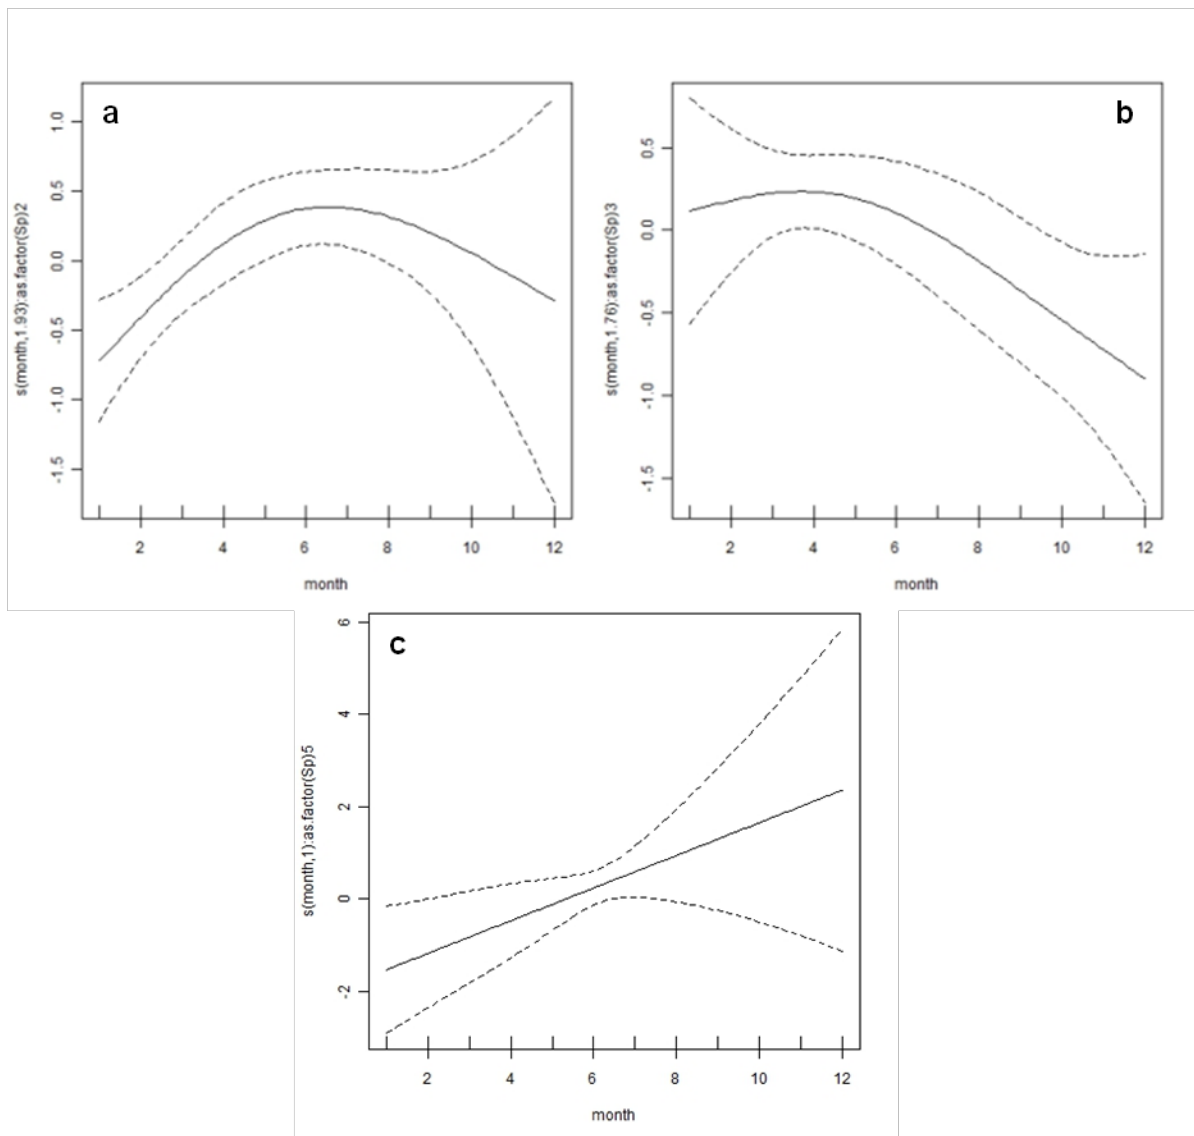 a
s(month,1.93):as.factor(Sp)2
1.0
0.5
0.0
-0.5
-1.0
-1.5
2 4 6 8 10 12
month
b
s(month,1.76):as.factor(Sp)3
0.5
0.0
-0.5
-1.0
-1.5
2 4 6 8 10 12
month
c
s(month,1):as.factor(Sp)5
6
4
2
0
-2
2 4 6 8 10 12
month